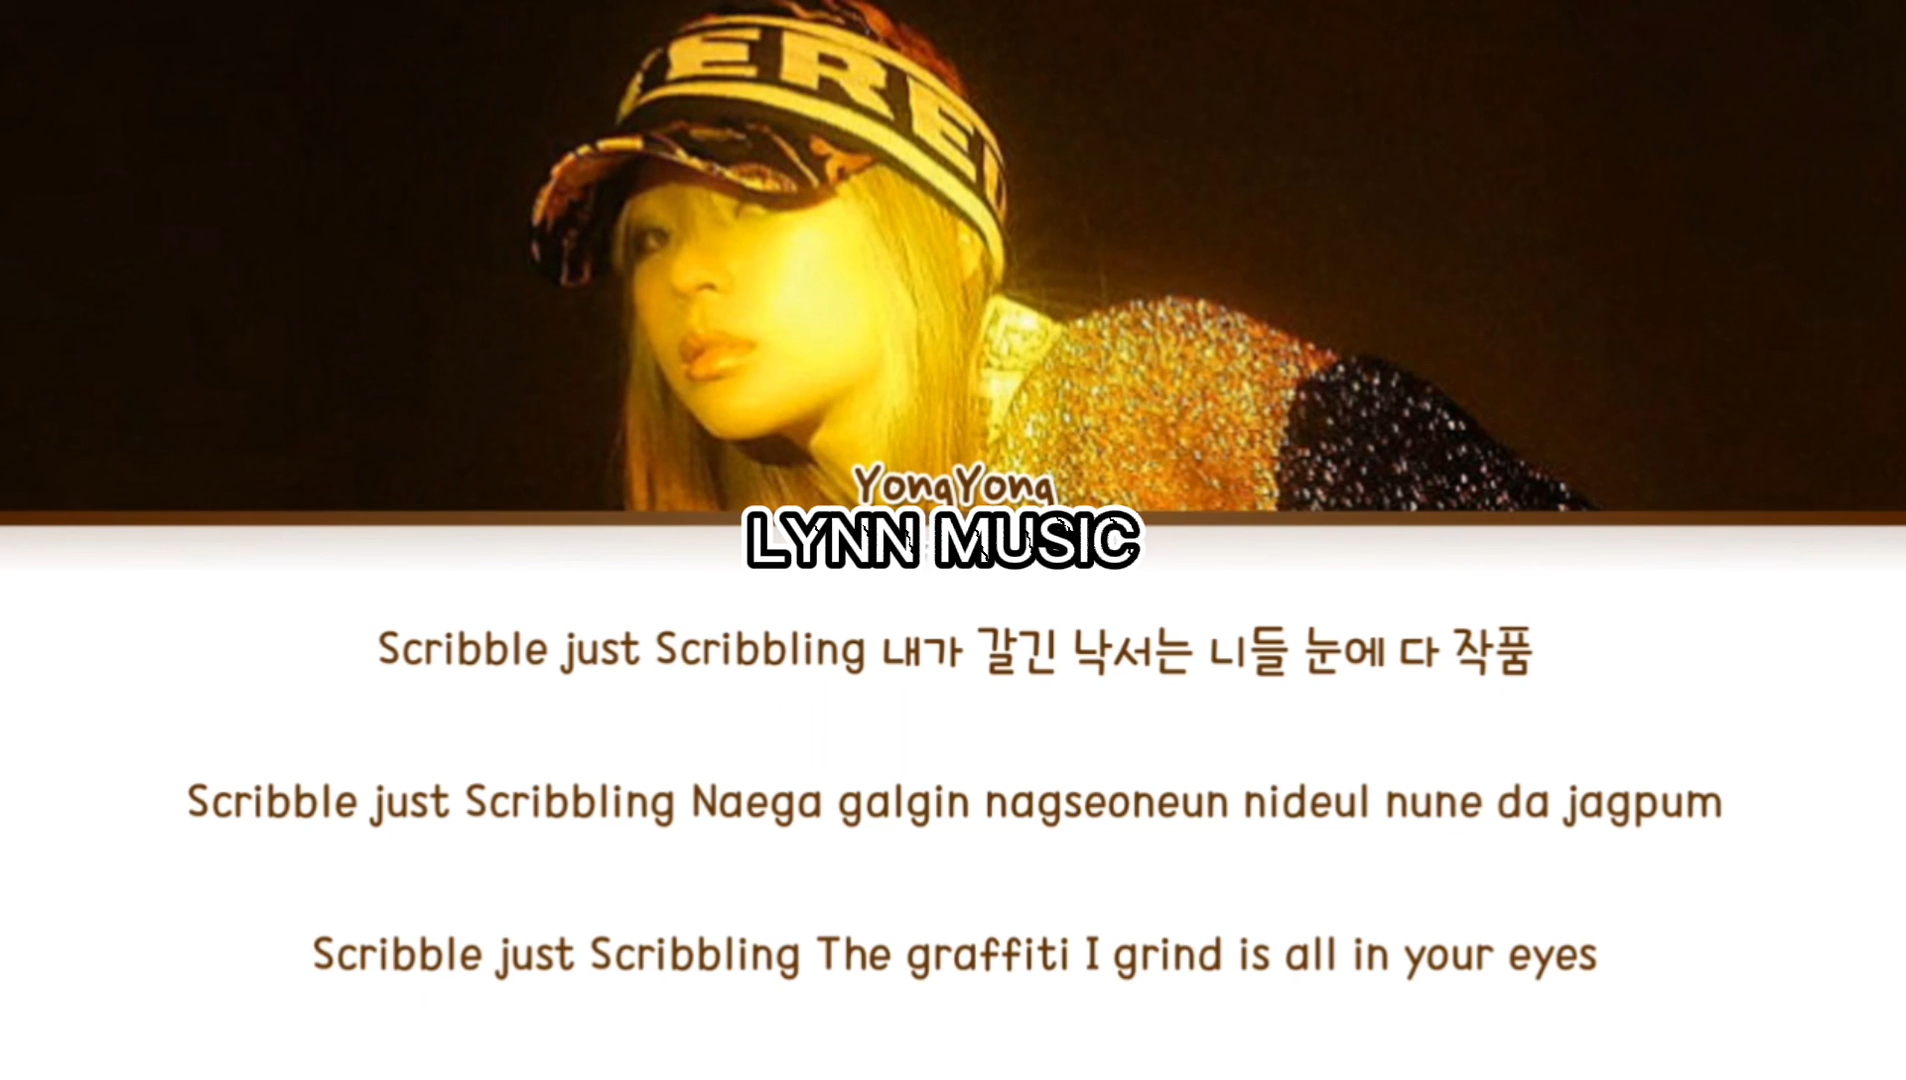 ERE
YongYong
LYNN MUSIC
Scribble just Scribbling 내가 갈긴 낙서는 니들 눈에 다 작품
Scribble just Scribbling Naega galgin nagseoneun nideul nune da jagpum
Scribble just Scribbling The graffiti I grind is all in your eyes